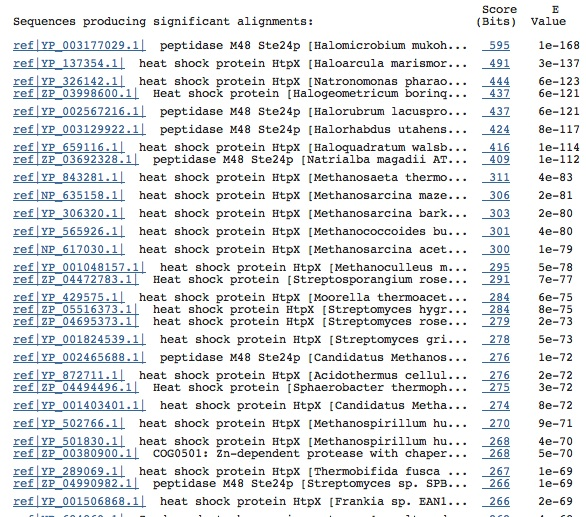 Score E
Sequences producing significant alignments: (Bits) Value
ref|YP_003177029.1| peptidase M48 Ste24p [Halomicrobium mukoh... 595 1e-168
ref|YP_137354.1| heat shock protein HtpX [Haloarcula marismor... 491 3e-137
ref|YP_326142.1| heat shock protein HtpX [Natronomonas pharao... 444 6e-123
ref|ZP_03998600.1| Heat shock protein [Halogeometricum borinq... 437 6e-121
ref|YP_002567216.1| peptidase M48 Ste24p [Halorubrum lacuspro... 437 6e-121
ref|YP_003129922.1| peptidase M48 Ste24p [Halorhabdus utahens... 424 8e-117
ref|YP_659116.1| heat shock protein HtpX [Haloquadratum walsb... 416 1e-114
ref|ZP_03692328.1| peptidase M48 Ste24p [Natrialba magadii AT... 409 1e-112
ref|YP_843281.1| heat shock protein HtpX [Methanosaeta thermo... 311 4e-83
ref|NP_635158.1| heat shock protein HtpX [Methanosarcina maze... 306 2e-81
ref|YP_306320.1| heat shock protein HtpX [Methanosarcina bark... 303 2e-80
ref|YP_565926.1| heat shock protein HtpX [Methanococcoides bu... 301 4e-80
ref|NP_617030.1| heat shock protein HtpX [Methanosarcina acet... 300 1e-79
ref|YP_001048157.1| heat shock protein HtpX [Methanoculleus m... 295 5e-78
ref|ZP_04472783.1| Heat shock protein [Streptosporangium rose... 291 7e-77
ref|YP_429575.1| heat shock protein HtpX [Moorella thermoacet... 284 6e-75
ref|ZP_05516373.1| heat shock protein HtpX [Streptomyces hygr... 284 8e-75
ref|ZP_04695373.1| heat shock protein HtpX [Streptomyces rose... 279 2e-73
ref|YP_001824539.1| heat shock protein HtpX [Streptomyces gri... 278 5e-73
ref|YP_002465688.1| peptidase M48 Ste24p [Candidatus Methanos... 276 1e-72
ref|YP_872711.1| heat shock protein HtpX [Acidothermus cellul... 276 2e-72
ref|ZP_04494496.1| Heat shock protein [Sphaerobacter thermoph... 275 3e-72
ref|YP_001403401.1| heat shock protein HtpX [Candidatus Metha... 274 8e-72
ref|YP_502766.1| heat shock protein HtpX [Methanospirillum hu... 270 9e-71
ref|YP_501830.1| heat shock protein HtpX [Methanospirillum hu... 268 4e-70
ref|ZP_00380900.1| COG0501: Zn-dependent protease with chaper... 268 5e-70
ref|YP_289069.1| heat shock protein HtpX [Thermobifida fusca ... 267 1e-69
ref|ZP_04990982.1| peptidase M48 Ste24p [Streptomyces sp. SPB... 266 1e-69
ref|YP_001506868.1| heat shock protein HtpX [Frankia sp. EAN1... 266 2e-69